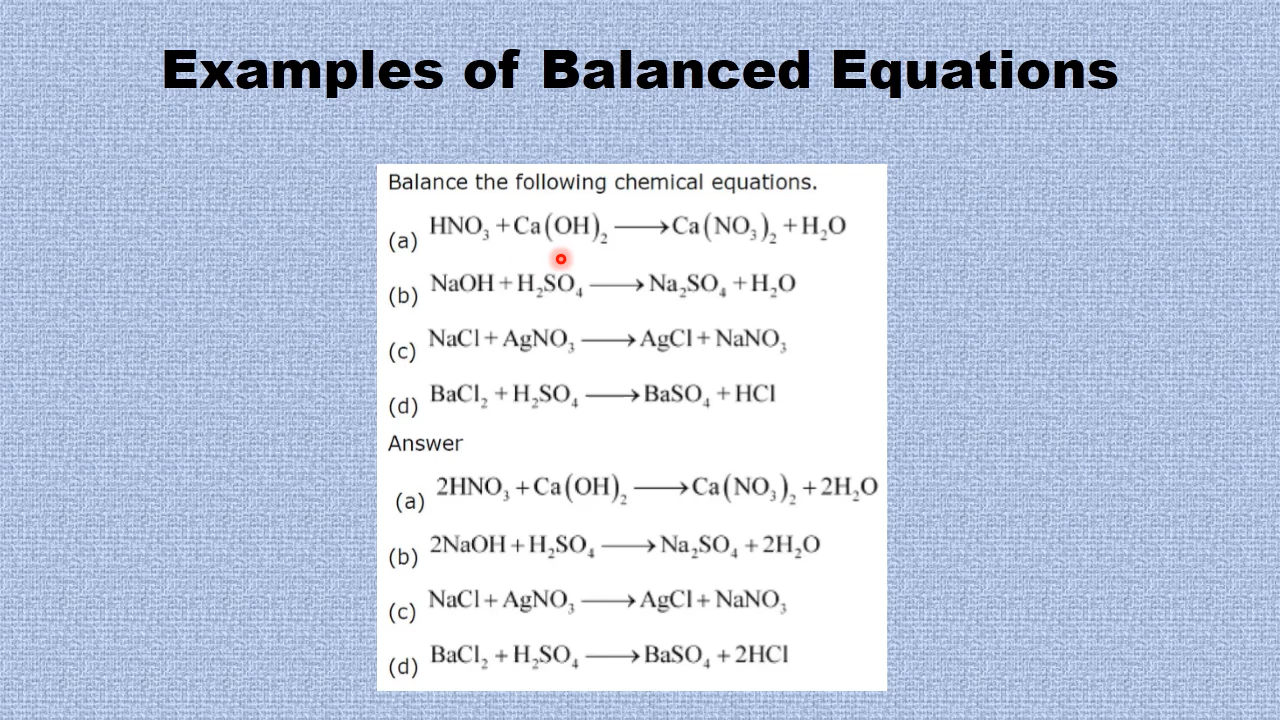 Examples of Balanced Equations
Balance the following chemical equations.
(a) HNO₃ + Ca(OH)₂ ⟶ Ca(NO₃)₂ + H₂O
(b) NaOH + H₂SO₄ ⟶ Na₂SO₄ + H₂O
(c) NaCl + AgNO₃ ⟶ AgCl + NaNO₃
(d) BaCl₂ + H₂SO₄ ⟶ BaSO₄ + HCl
Answer
(a) 2HNO₃ + Ca(OH)₂ ⟶ Ca(NO₃)₂ + 2H₂O
(b) 2NaOH + H₂SO₄ ⟶ Na₂SO₄ + 2H₂O
(c) NaCl + AgNO₃ ⟶ AgCl + NaNO₃
(d) BaCl₂ + H₂SO₄ ⟶ BaSO₄ + 2HCl